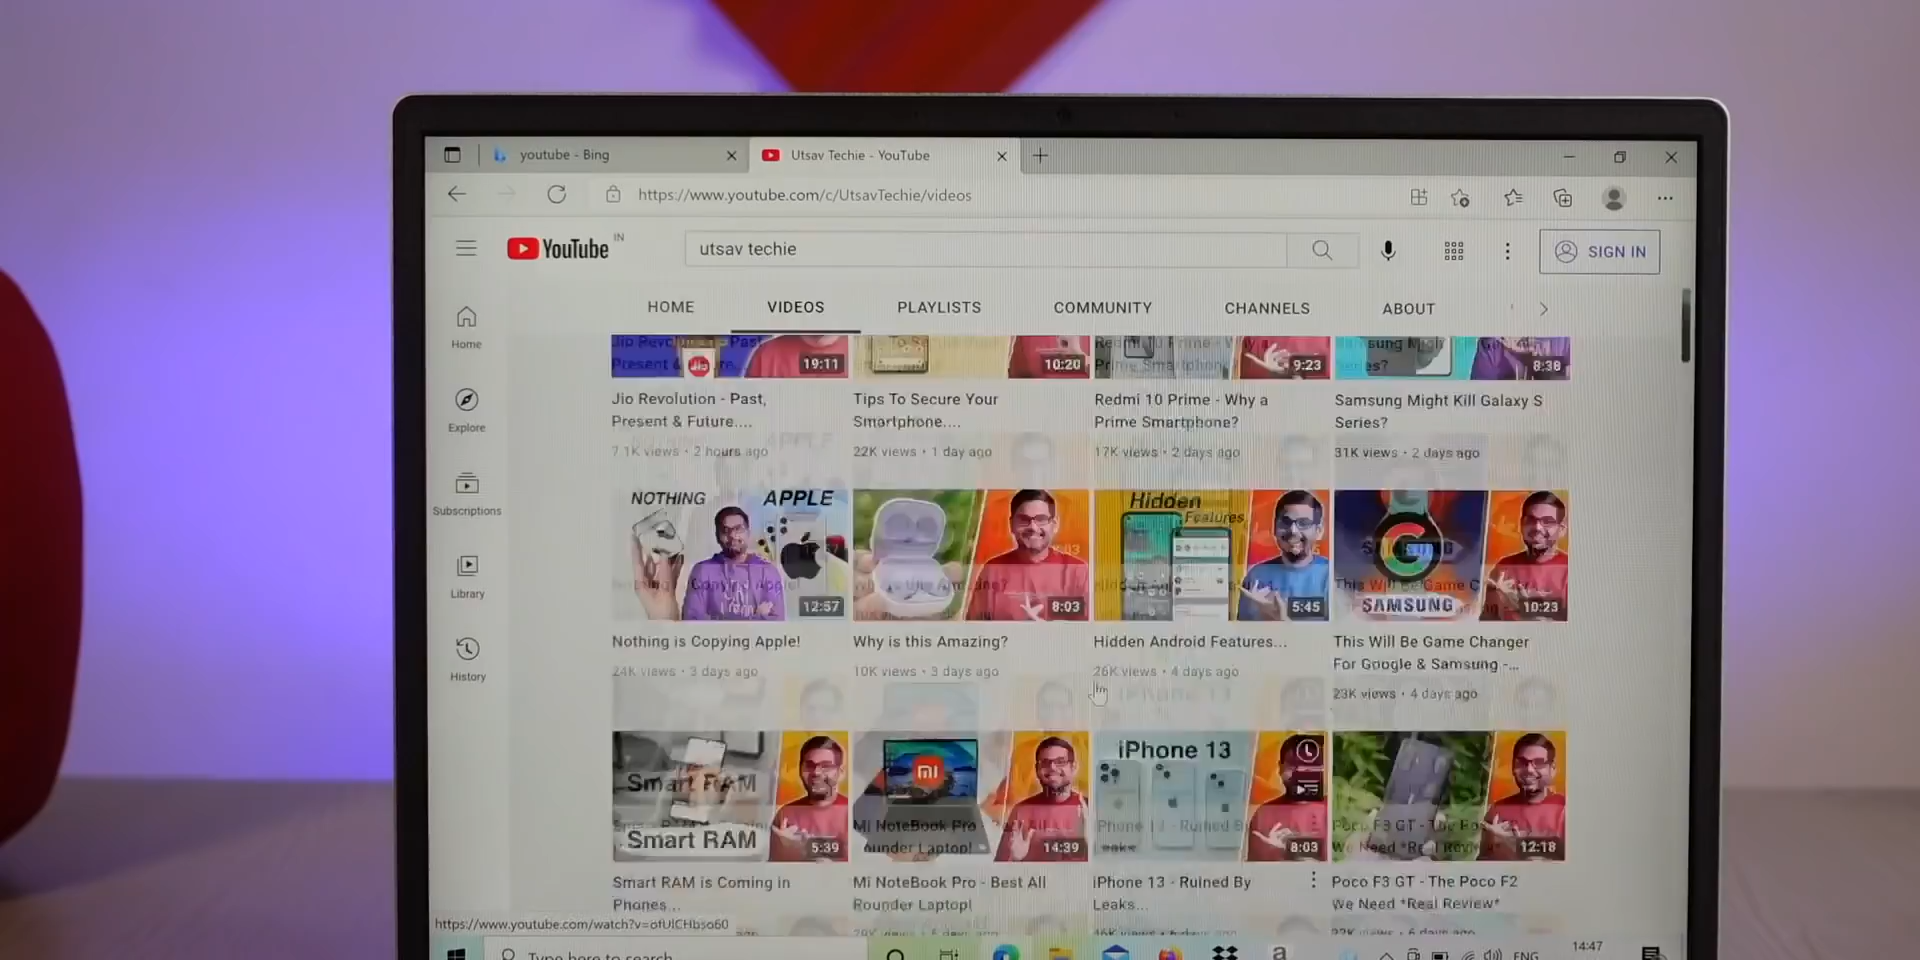 youtube - Bing
Utsav Techie - YouTube
https://www.youtube.com/c/UtsavTechie/videos
YouTube IN
utsav techie
SIGN IN
HOME VIDEOS PLAYLISTS COMMUNITY CHANNELS ABOUT
Home
Explore
Subscriptions
Library
History
19:11
10:20
9:23
8:38
Jio Revolution - Past,
Present & Future....
7.1K views • 2 hours ago
Tips To Secure Your
Smartphone....
22K views • 1 day ago
Redmi 10 Prime - Why a
Prime Smartphone?
17K views • 2 days ago
Samsung Might Kill Galaxy S
Series?
31K views • 2 days ago
NOTHING APPLE
12:57
8:03
Hidden
Features
5:45
SAMSUNG
10:23
Nothing is Copying Apple!
24K views • 3 days ago
Why is this Amazing?
10K views • 3 days ago
Hidden Android Features...
26K views • 4 days ago
This Will Be Game Changer
For Google & Samsung -...
23K views • 4 days ago
Smart RAM
Smart RAM
5:39
mi
14:39
iPhone 13
8:03
12:18
Smart RAM is Coming in
Phones...
Mi NoteBook Pro - Best All
Rounder Laptop!
iPhone 13 - Ruined By
Leaks...
Poco F3 GT - The Poco F2
We Need *Real Review*
Type here to search
ENG
14:47